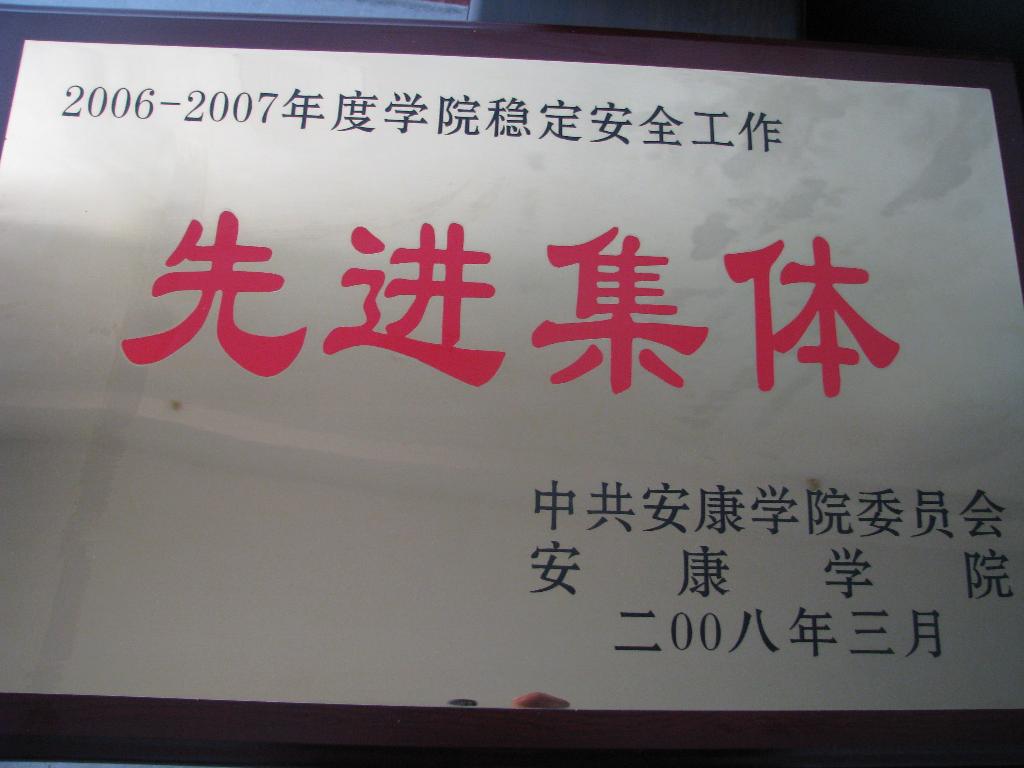 2006-2007年度学院稳定安全工作
先进集体
中共安康学院委员会
安康学院
二00八年三月